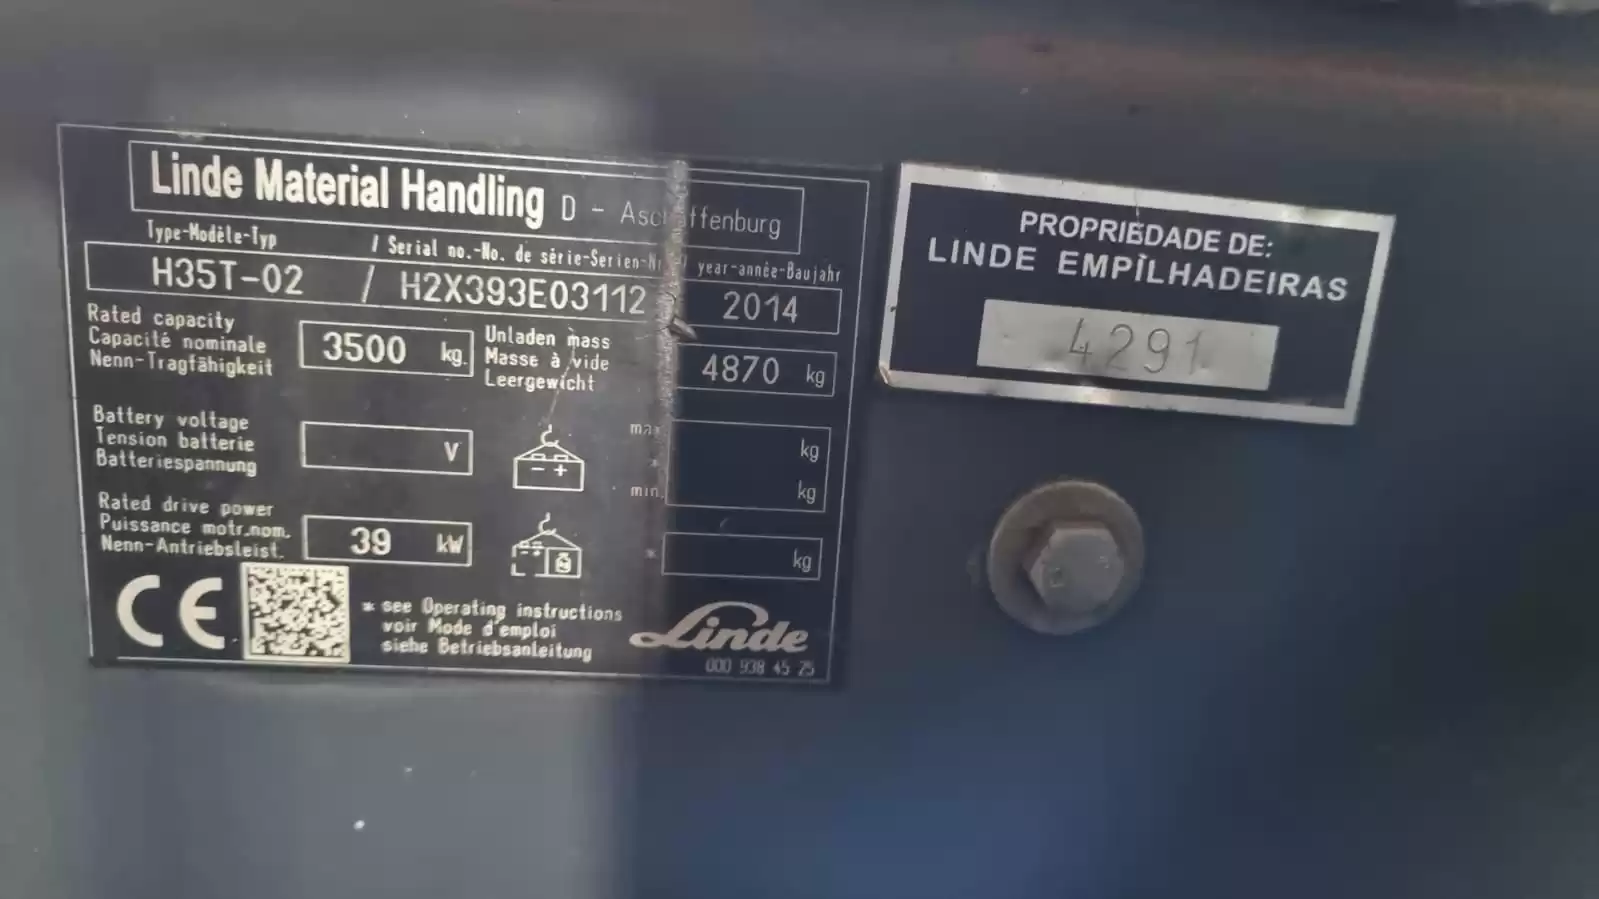 Linde Material Handling D - Aschaffenburg
Type-Modèle-Typ / Serial no.-No. de série-Serien-Nr. / year-année-Baujahr
H35T-02 / H2X393E03112 2014
Rated capacity
Capacité nominale
Nenn-Tragfähigkeit
3500 kg.
Unladen mass
Masse à vide
Leergewicht
4870 kg
Battery voltage
Tension batterie
Batteriespannung
V
- +
max. kg
*
min. kg
Rated drive power
Puissance motr.nom.
Nenn-Antriebsleist.
39 kW
* kg
CE
* see Operating instructions
voir Mode d'emploi
siehe Betriebsanleitung
Linde
000 938 45 25
PROPRIEDADE DE:
LINDE EMPILHADEIRAS
4291